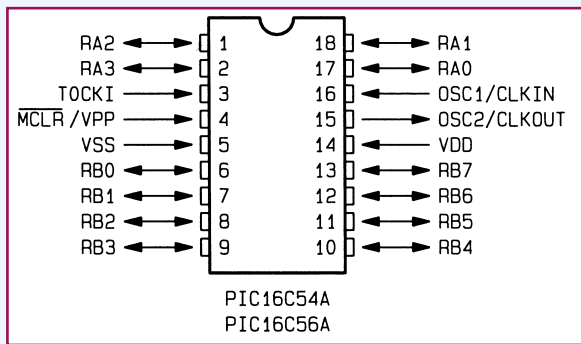 RA2 1 18 RA1
RA3 2 17 RA0
TOCKI 3 16 OSC1/CLKIN
MCLR/VPP 4 15 OSC2/CLKOUT
VSS 5 14 VDD
RB0 6 13 RB7
RB1 7 12 RB6
RB2 8 11 RB5
RB3 9 10 RB4
PIC16C54A
PIC16C56A